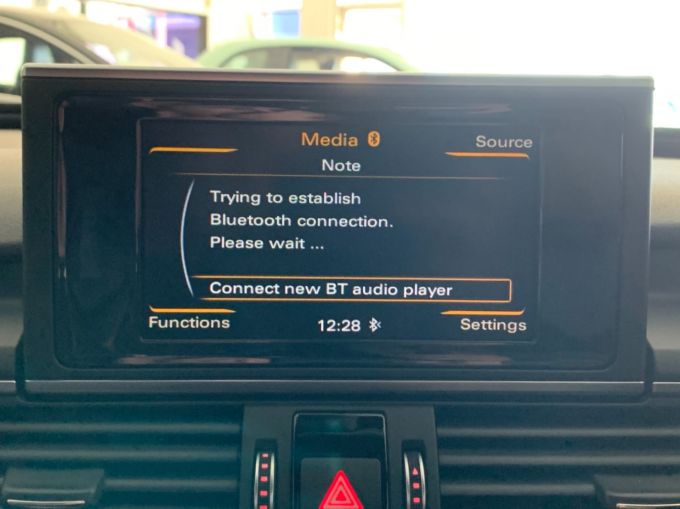 Media
Source
Note
Trying to establish
Bluetooth connection.
Please wait ...
Connect new BT audio player
Functions
12:28
Settings